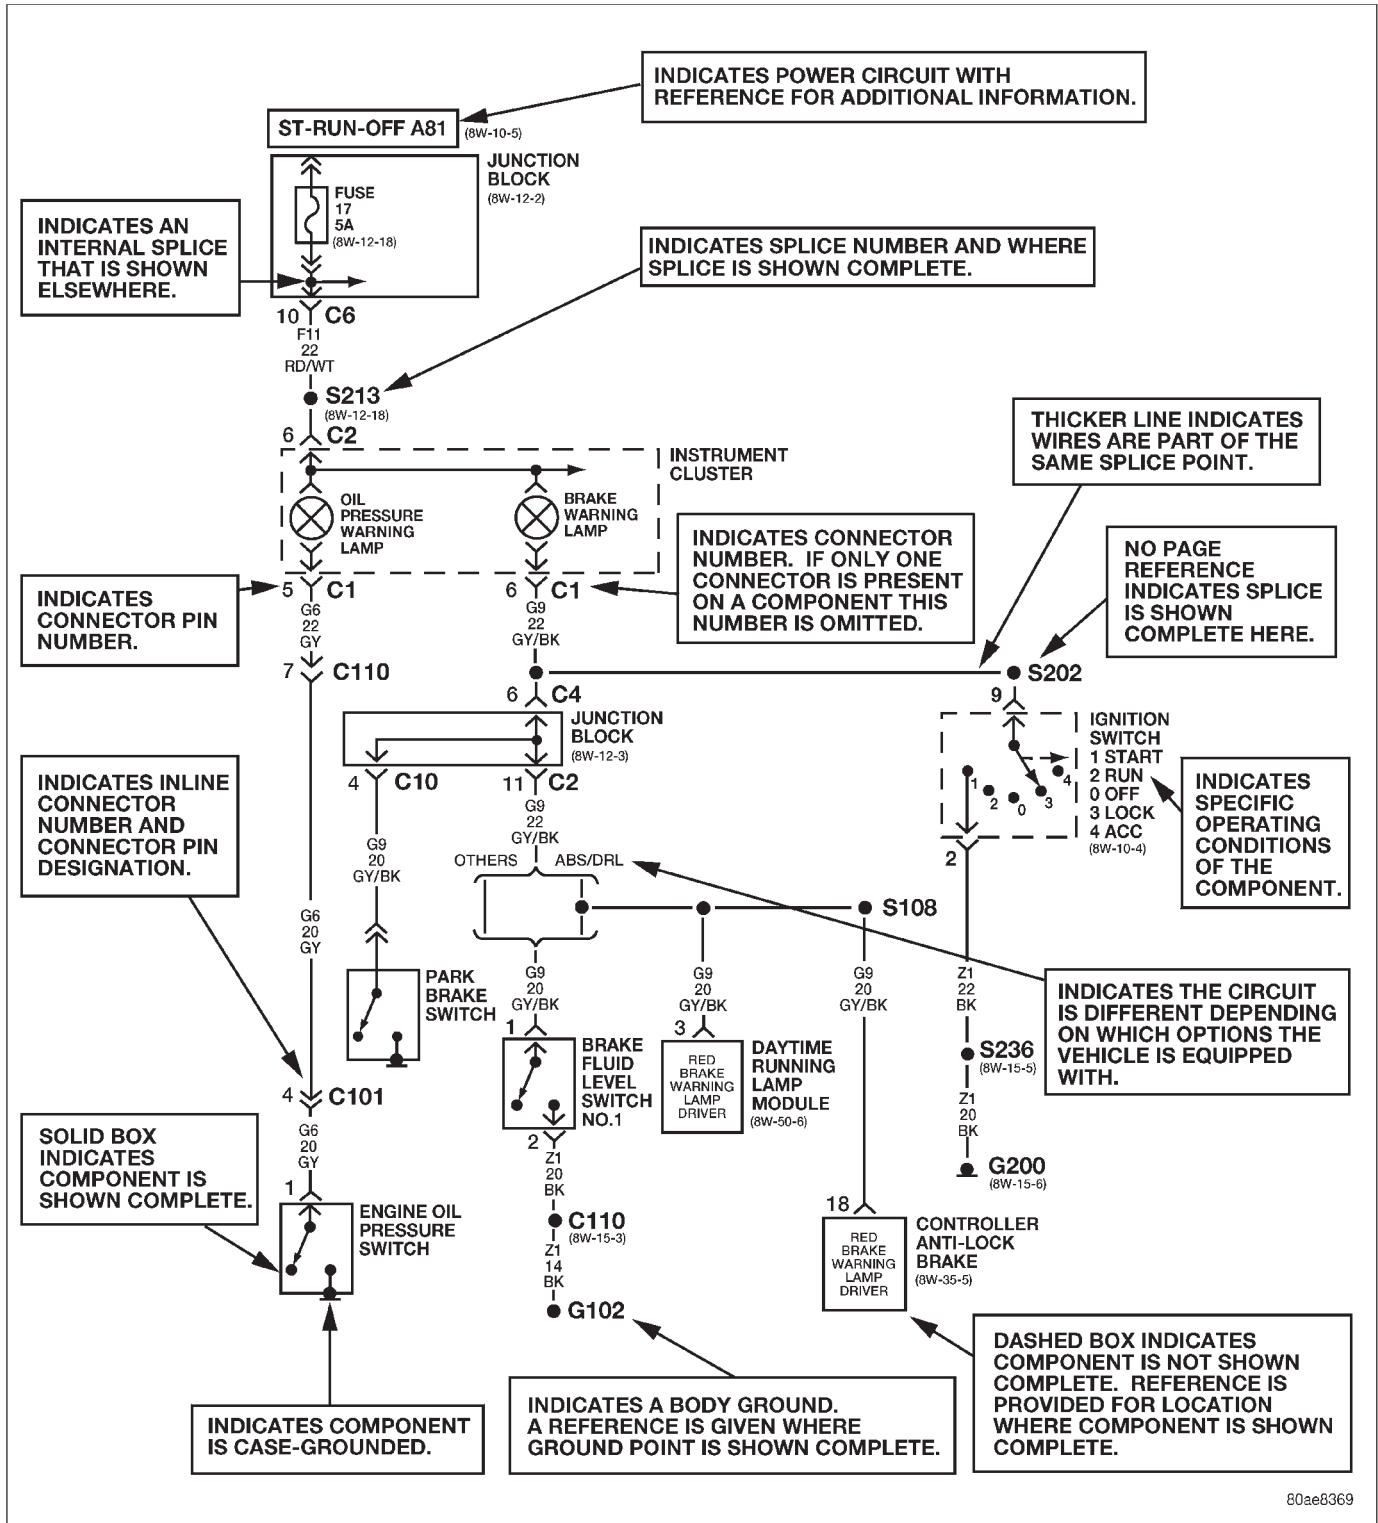 INDICATES POWER CIRCUIT WITH
REFERENCE FOR ADDITIONAL INFORMATION.
ST-RUN-OFF A81
(8W-10-5)
JUNCTION
BLOCK
(8W-12-2)
FUSE
17
5A
(8W-12-18)
INDICATES AN
INTERNAL SPLICE
THAT IS SHOWN
ELSEWHERE.
INDICATES SPLICE NUMBER AND WHERE
SPLICE IS SHOWN COMPLETE.
10 C6
F11
22
RD/WT
S213
(8W-12-18)
6 C2
THICKER LINE INDICATES
WIRES ARE PART OF THE
SAME SPLICE POINT.
INSTRUMENT
CLUSTER
OIL
PRESSURE
WARNING
LAMP
BRAKE
WARNING
LAMP
INDICATES CONNECTOR
NUMBER. IF ONLY ONE
CONNECTOR IS PRESENT
ON A COMPONENT THIS
NUMBER IS OMITTED.
NO PAGE
REFERENCE
INDICATES SPLICE
IS SHOWN
COMPLETE HERE.
INDICATES
CONNECTOR PIN
NUMBER.
5 C1
G6
22
GY
7 C110
6 C1
G9
22
GY/BK
S202
9
6 C4
JUNCTION
BLOCK
(8W-12-3)
IGNITION
SWITCH
1 START
2 RUN
0 OFF
3 LOCK
4 ACC
(8W-10-4)
1
2
0
3
4
2
INDICATES
SPECIFIC
OPERATING
CONDITIONS
OF THE
COMPONENT.
INDICATES INLINE
CONNECTOR
NUMBER AND
CONNECTOR PIN
DESIGNATION.
4 C10
11 C2
G9
22
GY/BK
G9
20
GY/BK
OTHERS ABS/DRL
S108
G6
20
GY
PARK
BRAKE
SWITCH
G9
20
GY/BK
G9
20
GY/BK
G9
20
GY/BK
Z1
22
BK
INDICATES THE CIRCUIT
IS DIFFERENT DEPENDING
ON WHICH OPTIONS THE
VEHICLE IS EQUIPPED
WITH.
1
BRAKE
FLUID
LEVEL
SWITCH
NO.1
3
RED
BRAKE
WARNING
LAMP
DRIVER
DAYTIME
RUNNING
LAMP
MODULE
(8W-50-6)
S236
(8W-15-5)
Z1
20
BK
G200
(8W-15-6)
4 C101
G6
20
GY
1
SOLID BOX
INDICATES
COMPONENT IS
SHOWN COMPLETE.
ENGINE OIL
PRESSURE
SWITCH
2
Z1
20
BK
C110
(8W-15-3)
Z1
14
BK
G102
18
RED
BRAKE
WARNING
LAMP
DRIVER
CONTROLLER
ANTI-LOCK
BRAKE
(8W-35-5)
INDICATES COMPONENT
IS CASE-GROUNDED.
INDICATES A BODY GROUND.
A REFERENCE IS GIVEN WHERE
GROUND POINT IS SHOWN COMPLETE.
DASHED BOX INDICATES
COMPONENT IS NOT SHOWN
COMPLETE. REFERENCE IS
PROVIDED FOR LOCATION
WHERE COMPONENT IS SHOWN
COMPLETE.
80ae8369